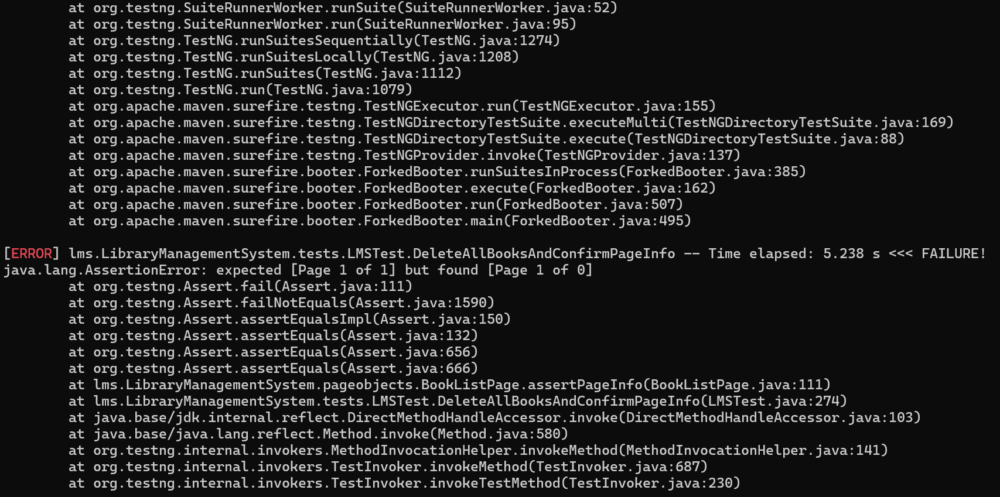 at org.testng.SuiteRunnerWorker.runSuite(SuiteRunnerWorker.java:52)
at org.testng.SuiteRunnerWorker.run(SuiteRunnerWorker.java:95)
at org.testng.TestNG.runSuitesSequentially(TestNG.java:1274)
at org.testng.TestNG.runSuitesLocally(TestNG.java:1208)
at org.testng.TestNG.runSuites(TestNG.java:1112)
at org.testng.TestNG.run(TestNG.java:1079)
at org.apache.maven.surefire.testng.TestNGExecutor.run(TestNGExecutor.java:155)
at org.apache.maven.surefire.testng.TestNGDirectoryTestSuite.executeMulti(TestNGDirectoryTestSuite.java:169)
at org.apache.maven.surefire.testng.TestNGDirectoryTestSuite.execute(TestNGDirectoryTestSuite.java:88)
at org.apache.maven.surefire.testng.TestNGProvider.invoke(TestNGProvider.java:137)
at org.apache.maven.surefire.booter.ForkedBooter.runSuitesInProcess(ForkedBooter.java:385)
at org.apache.maven.surefire.booter.ForkedBooter.execute(ForkedBooter.java:162)
at org.apache.maven.surefire.booter.ForkedBooter.run(ForkedBooter.java:507)
at org.apache.maven.surefire.booter.ForkedBooter.main(ForkedBooter.java:495)
[ERROR] lms.LibraryManagementSystem.tests.LMSTest.DeleteAllBooksAndConfirmPageInfo -- Time elapsed: 5.238 s <<< FAILURE!
java.lang.AssertionError: expected [Page 1 of 1] but found [Page 1 of 0]
at org.testng.Assert.fail(Assert.java:111)
at org.testng.Assert.failNotEquals(Assert.java:1590)
at org.testng.Assert.assertEqualsImpl(Assert.java:150)
at org.testng.Assert.assertEquals(Assert.java:132)
at org.testng.Assert.assertEquals(Assert.java:656)
at org.testng.Assert.assertEquals(Assert.java:666)
at lms.LibraryManagementSystem.pageobjects.BookListPage.assertPageInfo(BookListPage.java:111)
at lms.LibraryManagementSystem.tests.LMSTest.DeleteAllBooksAndConfirmPageInfo(LMSTest.java:274)
at java.base/jdk.internal.reflect.DirectMethodHandleAccessor.invoke(DirectMethodHandleAccessor.java:103)
at java.base/java.lang.reflect.Method.invoke(Method.java:580)
at org.testng.internal.invokers.MethodInvocationHelper.invokeMethod(MethodInvocationHelper.java:141)
at org.testng.internal.invokers.TestInvoker.invokeMethod(TestInvoker.java:687)
at org.testng.internal.invokers.TestInvoker.invokeTestMethod(TestInvoker.java:230)